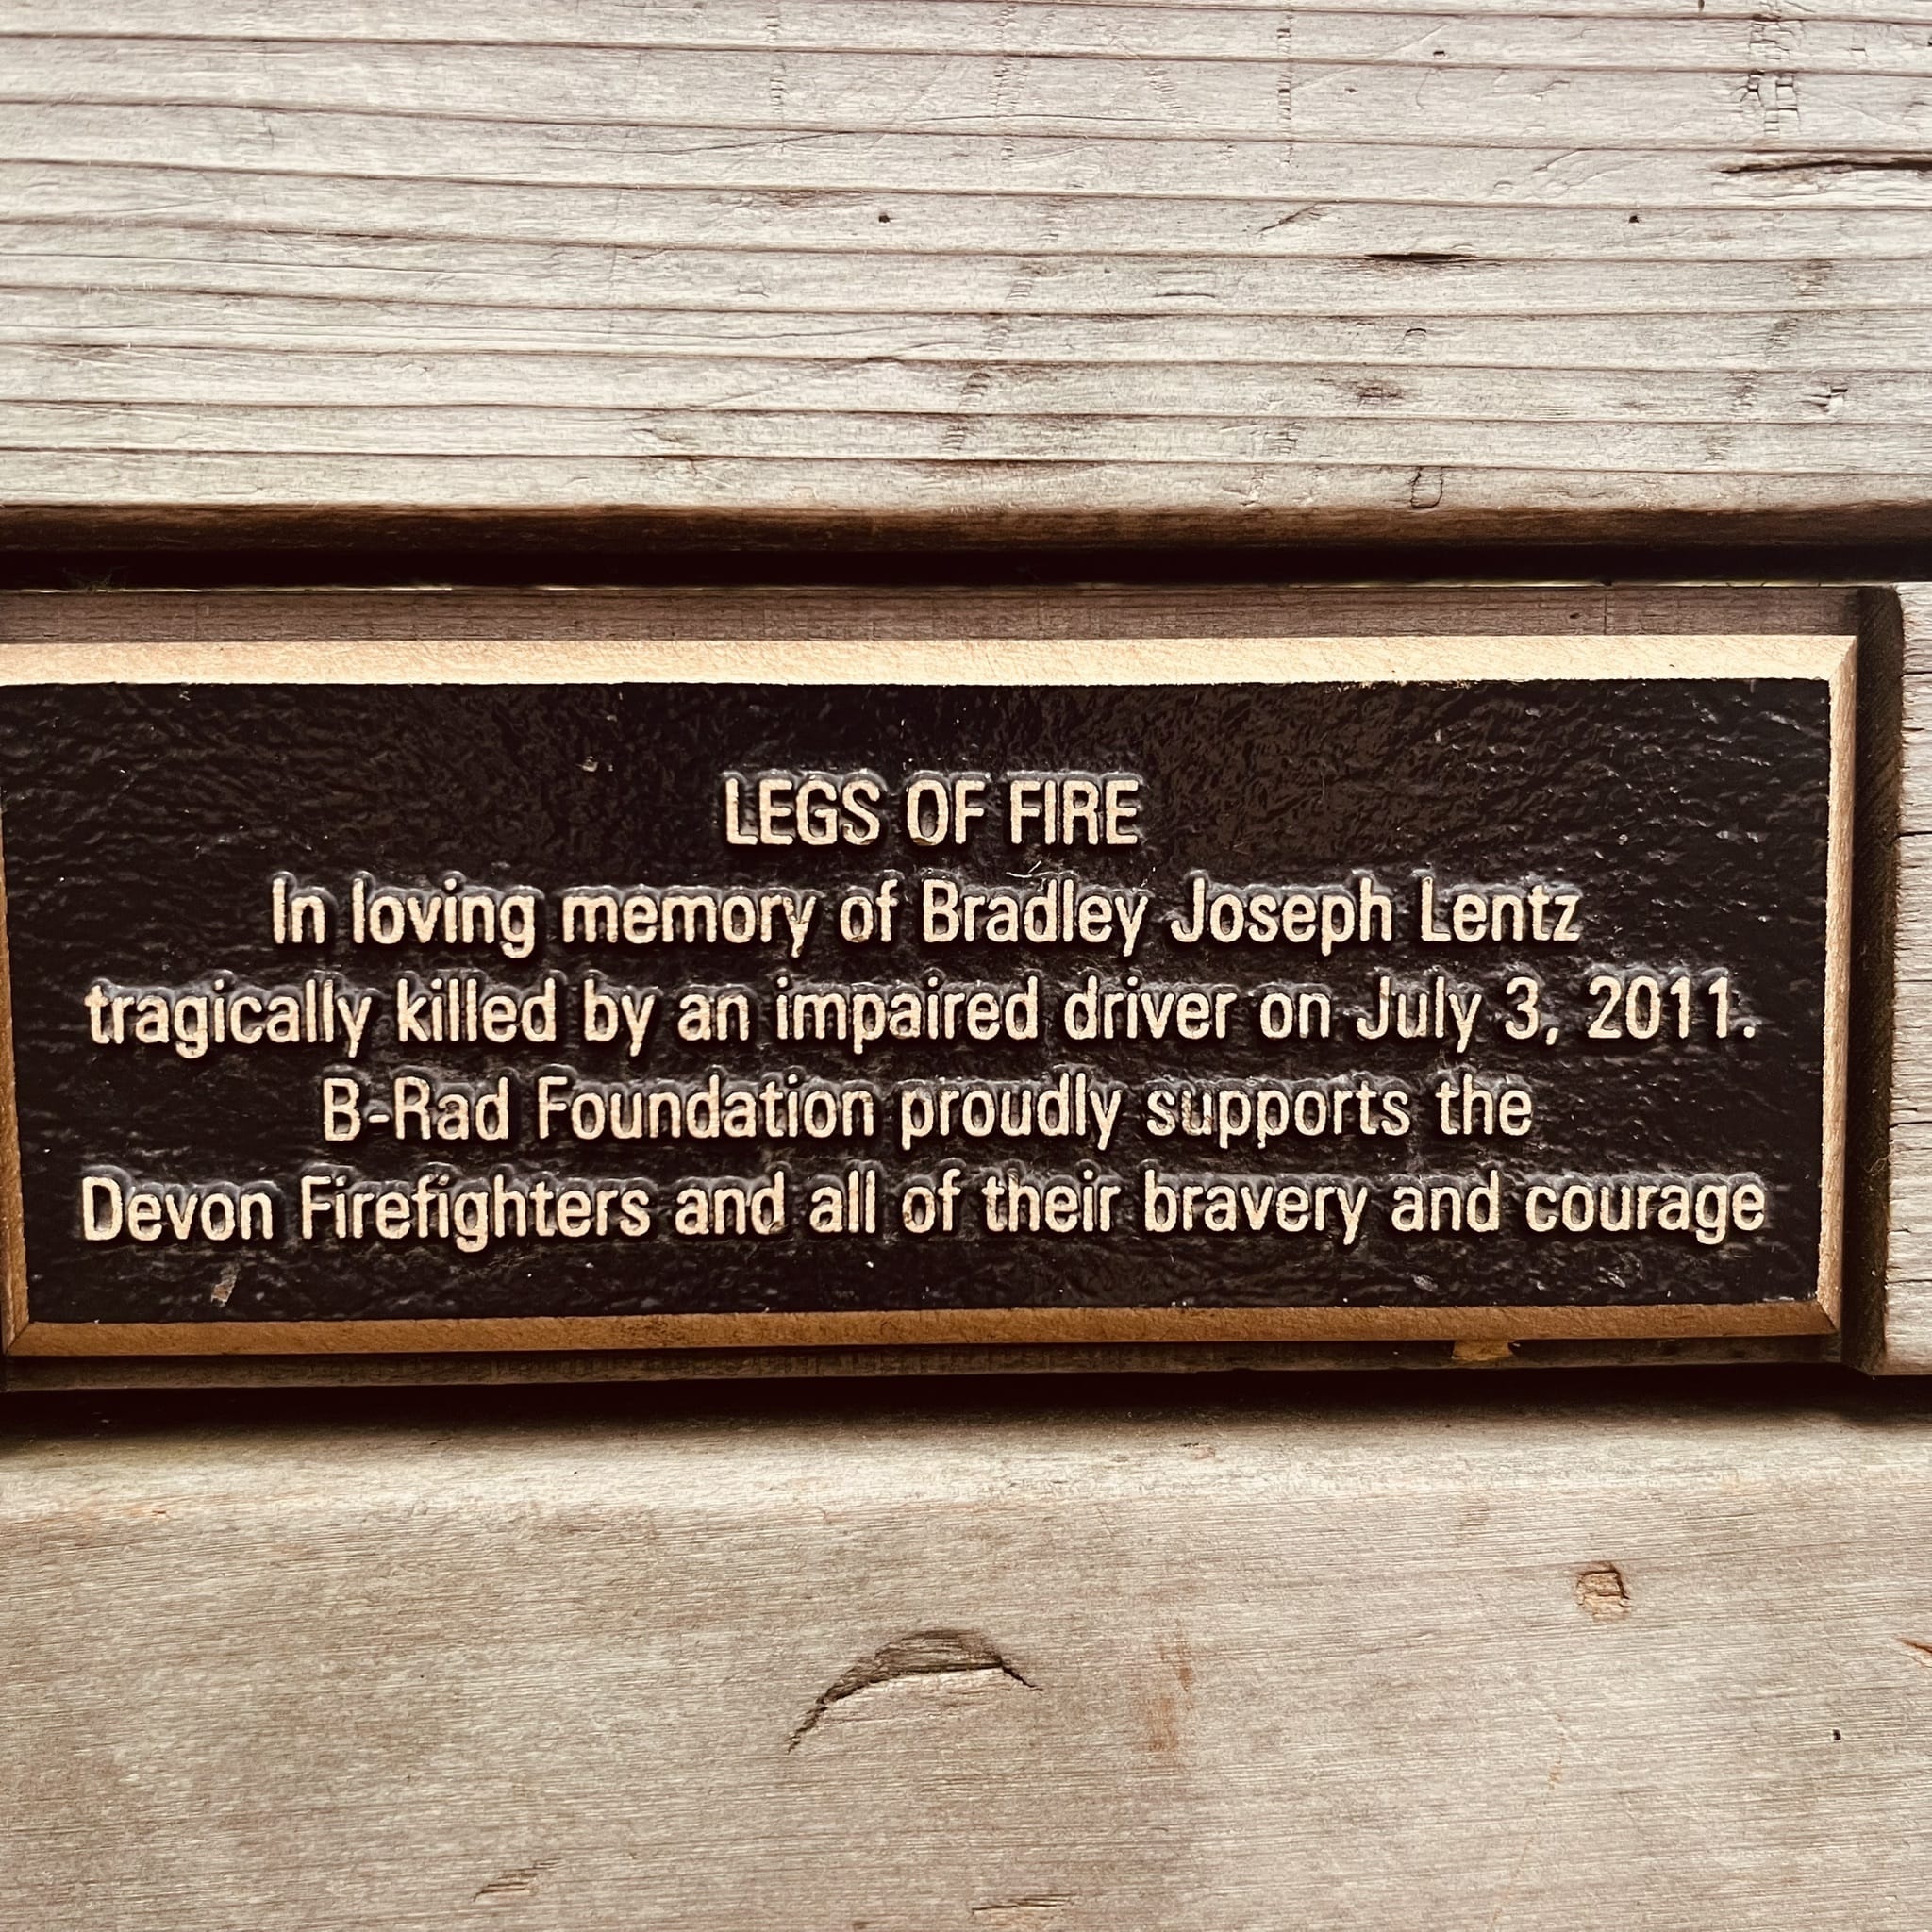 LEGS OF FIRE
In loving memory of Bradley Joseph Lentz
tragically killed by an impaired driver on July 3, 2011.
B-Rad Foundation proudly supports the
Devon Firefighters and all of their bravery and courage